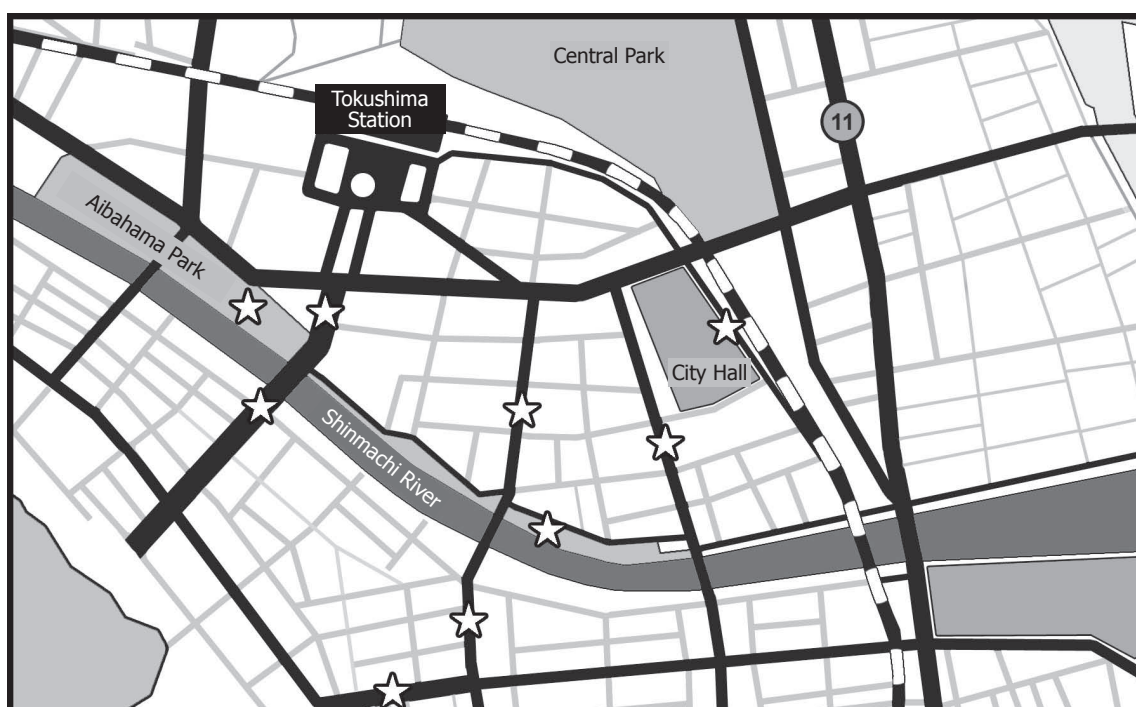 Central Park
Tokushima
Station
11
Aibahama Park
City Hall
Shinmachi River